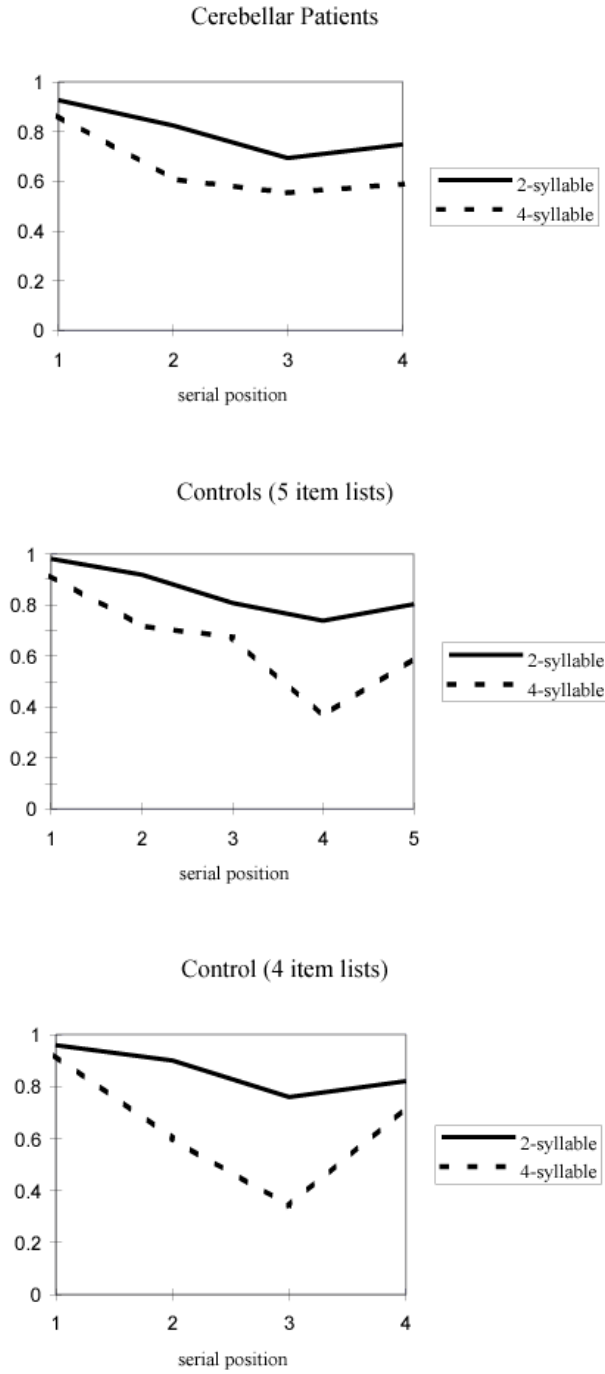 Cerebellar Patients
1
0.8
0.6
0.4
0.2
0
1 2 3 4
serial position
2-syllable
4-syllable
Controls (5 item lists)
1
0.8
0.6
0.4
0.2
0
1 2 3 4 5
serial position
2-syllable
4-syllable
Control (4 item lists)
1
0.8
0.6
0.4
0.2
0
1 2 3 4
serial position
2-syllable
4-syllable